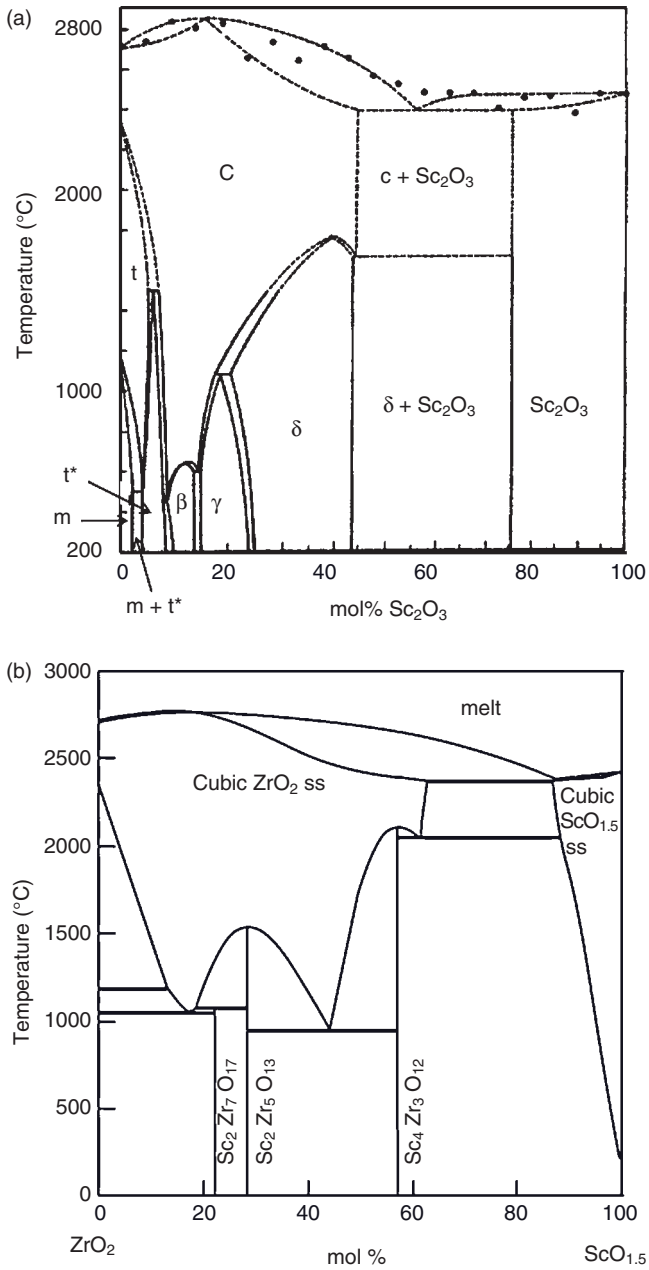 (a)
2800
2000
1000
200
Temperature (°C)
C
c + Sc₂O₃
t
δ
δ + Sc₂O₃
Sc₂O₃
t*
m
β
γ
0
20
40
60
80
100
m + t*
mol% Sc₂O₃
(b)
3000
2500
2000
1500
1000
500
0
Temperature (°C)
melt
Cubic ZrO₂ ss
Cubic
ScO₁.₅
ss
Sc₂ Zr₇ O₁₇
Sc₂ Zr₅ O₁₃
Sc₄ Zr₃ O₁₂
0
20
40
60
80
100
ZrO₂
mol %
ScO₁.₅